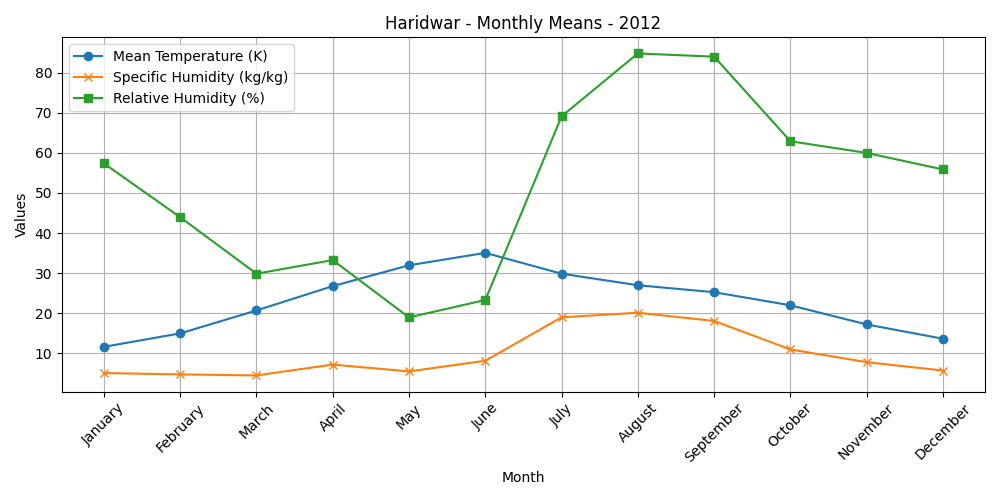 Haridwar - Monthly Means - 2012
Mean Temperature (K)
Specific Humidity (kg/kg)
Relative Humidity (%)
Values
80
70
60
50
40
30
20
10
January
February
March
April
May
June
July
August
September
October
November
December
Month